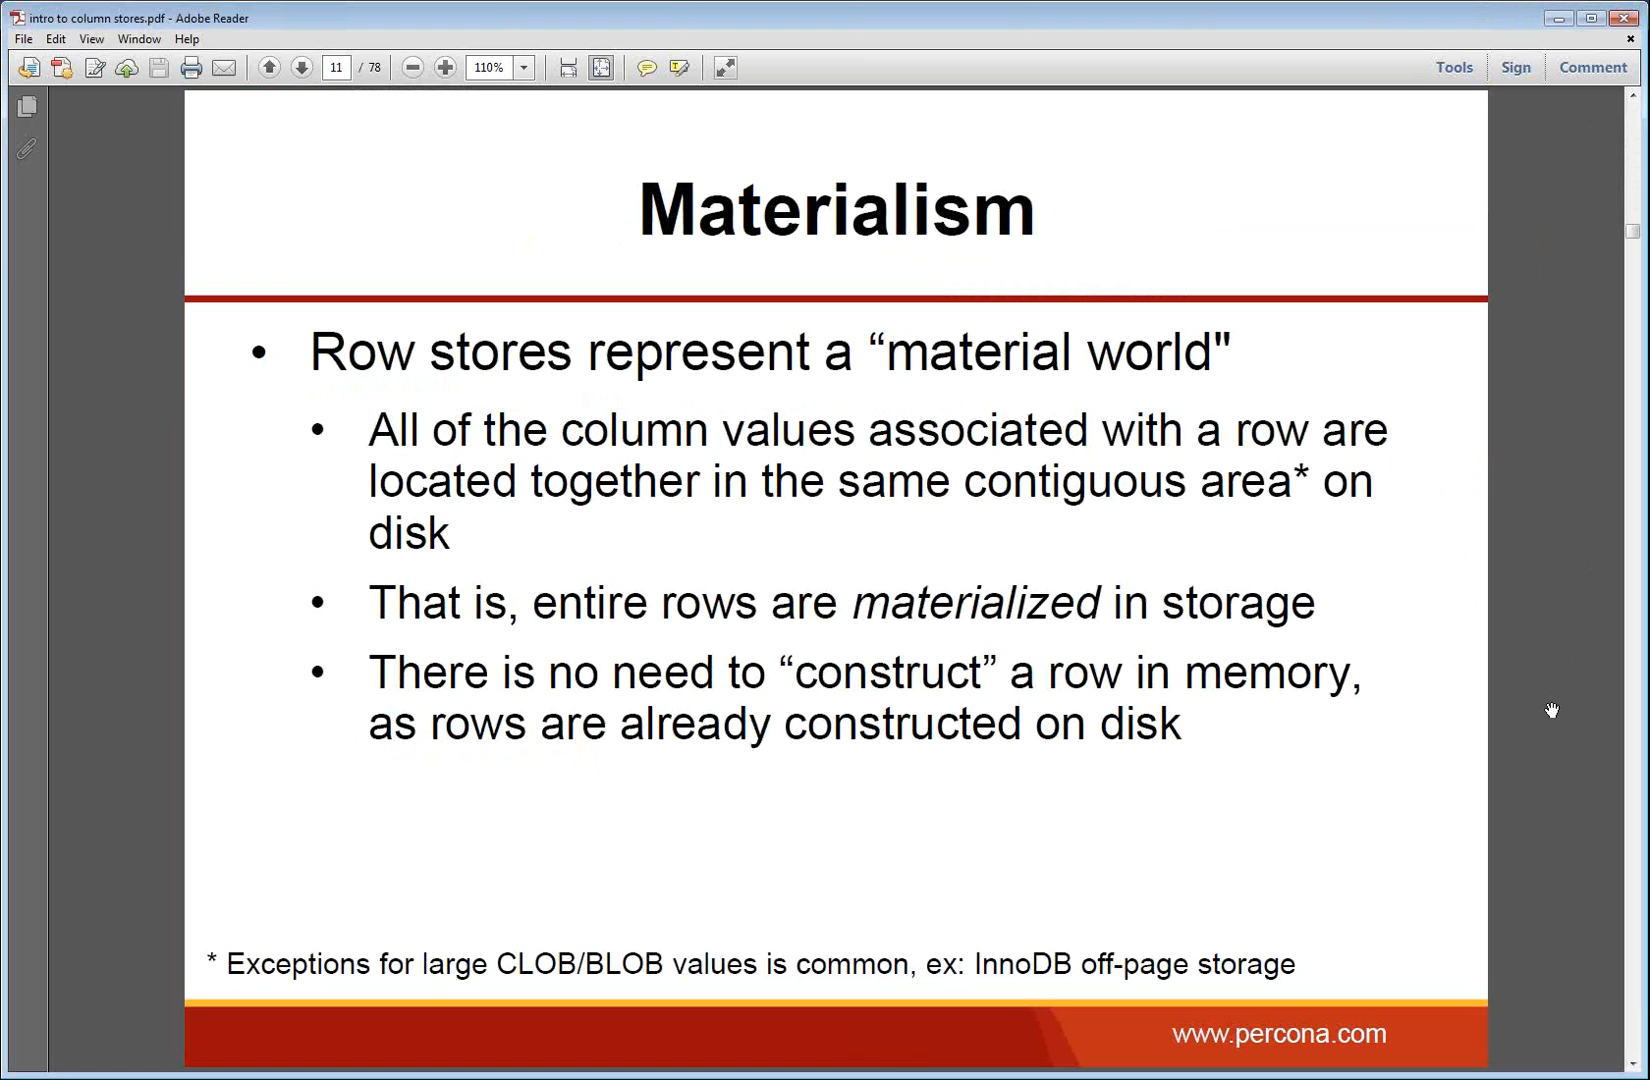 intro to column stores.pdf - Adobe Reader
File Edit View Window Help
11 / 78 110% Tools Sign Comment
Materialism
• Row stores represent a “material world"
• All of the column values associated with a row are
located together in the same contiguous area* on
disk
• That is, entire rows are materialized in storage
• There is no need to “construct” a row in memory,
as rows are already constructed on disk
* Exceptions for large CLOB/BLOB values is common, ex: InnoDB off-page storage
www.percona.com